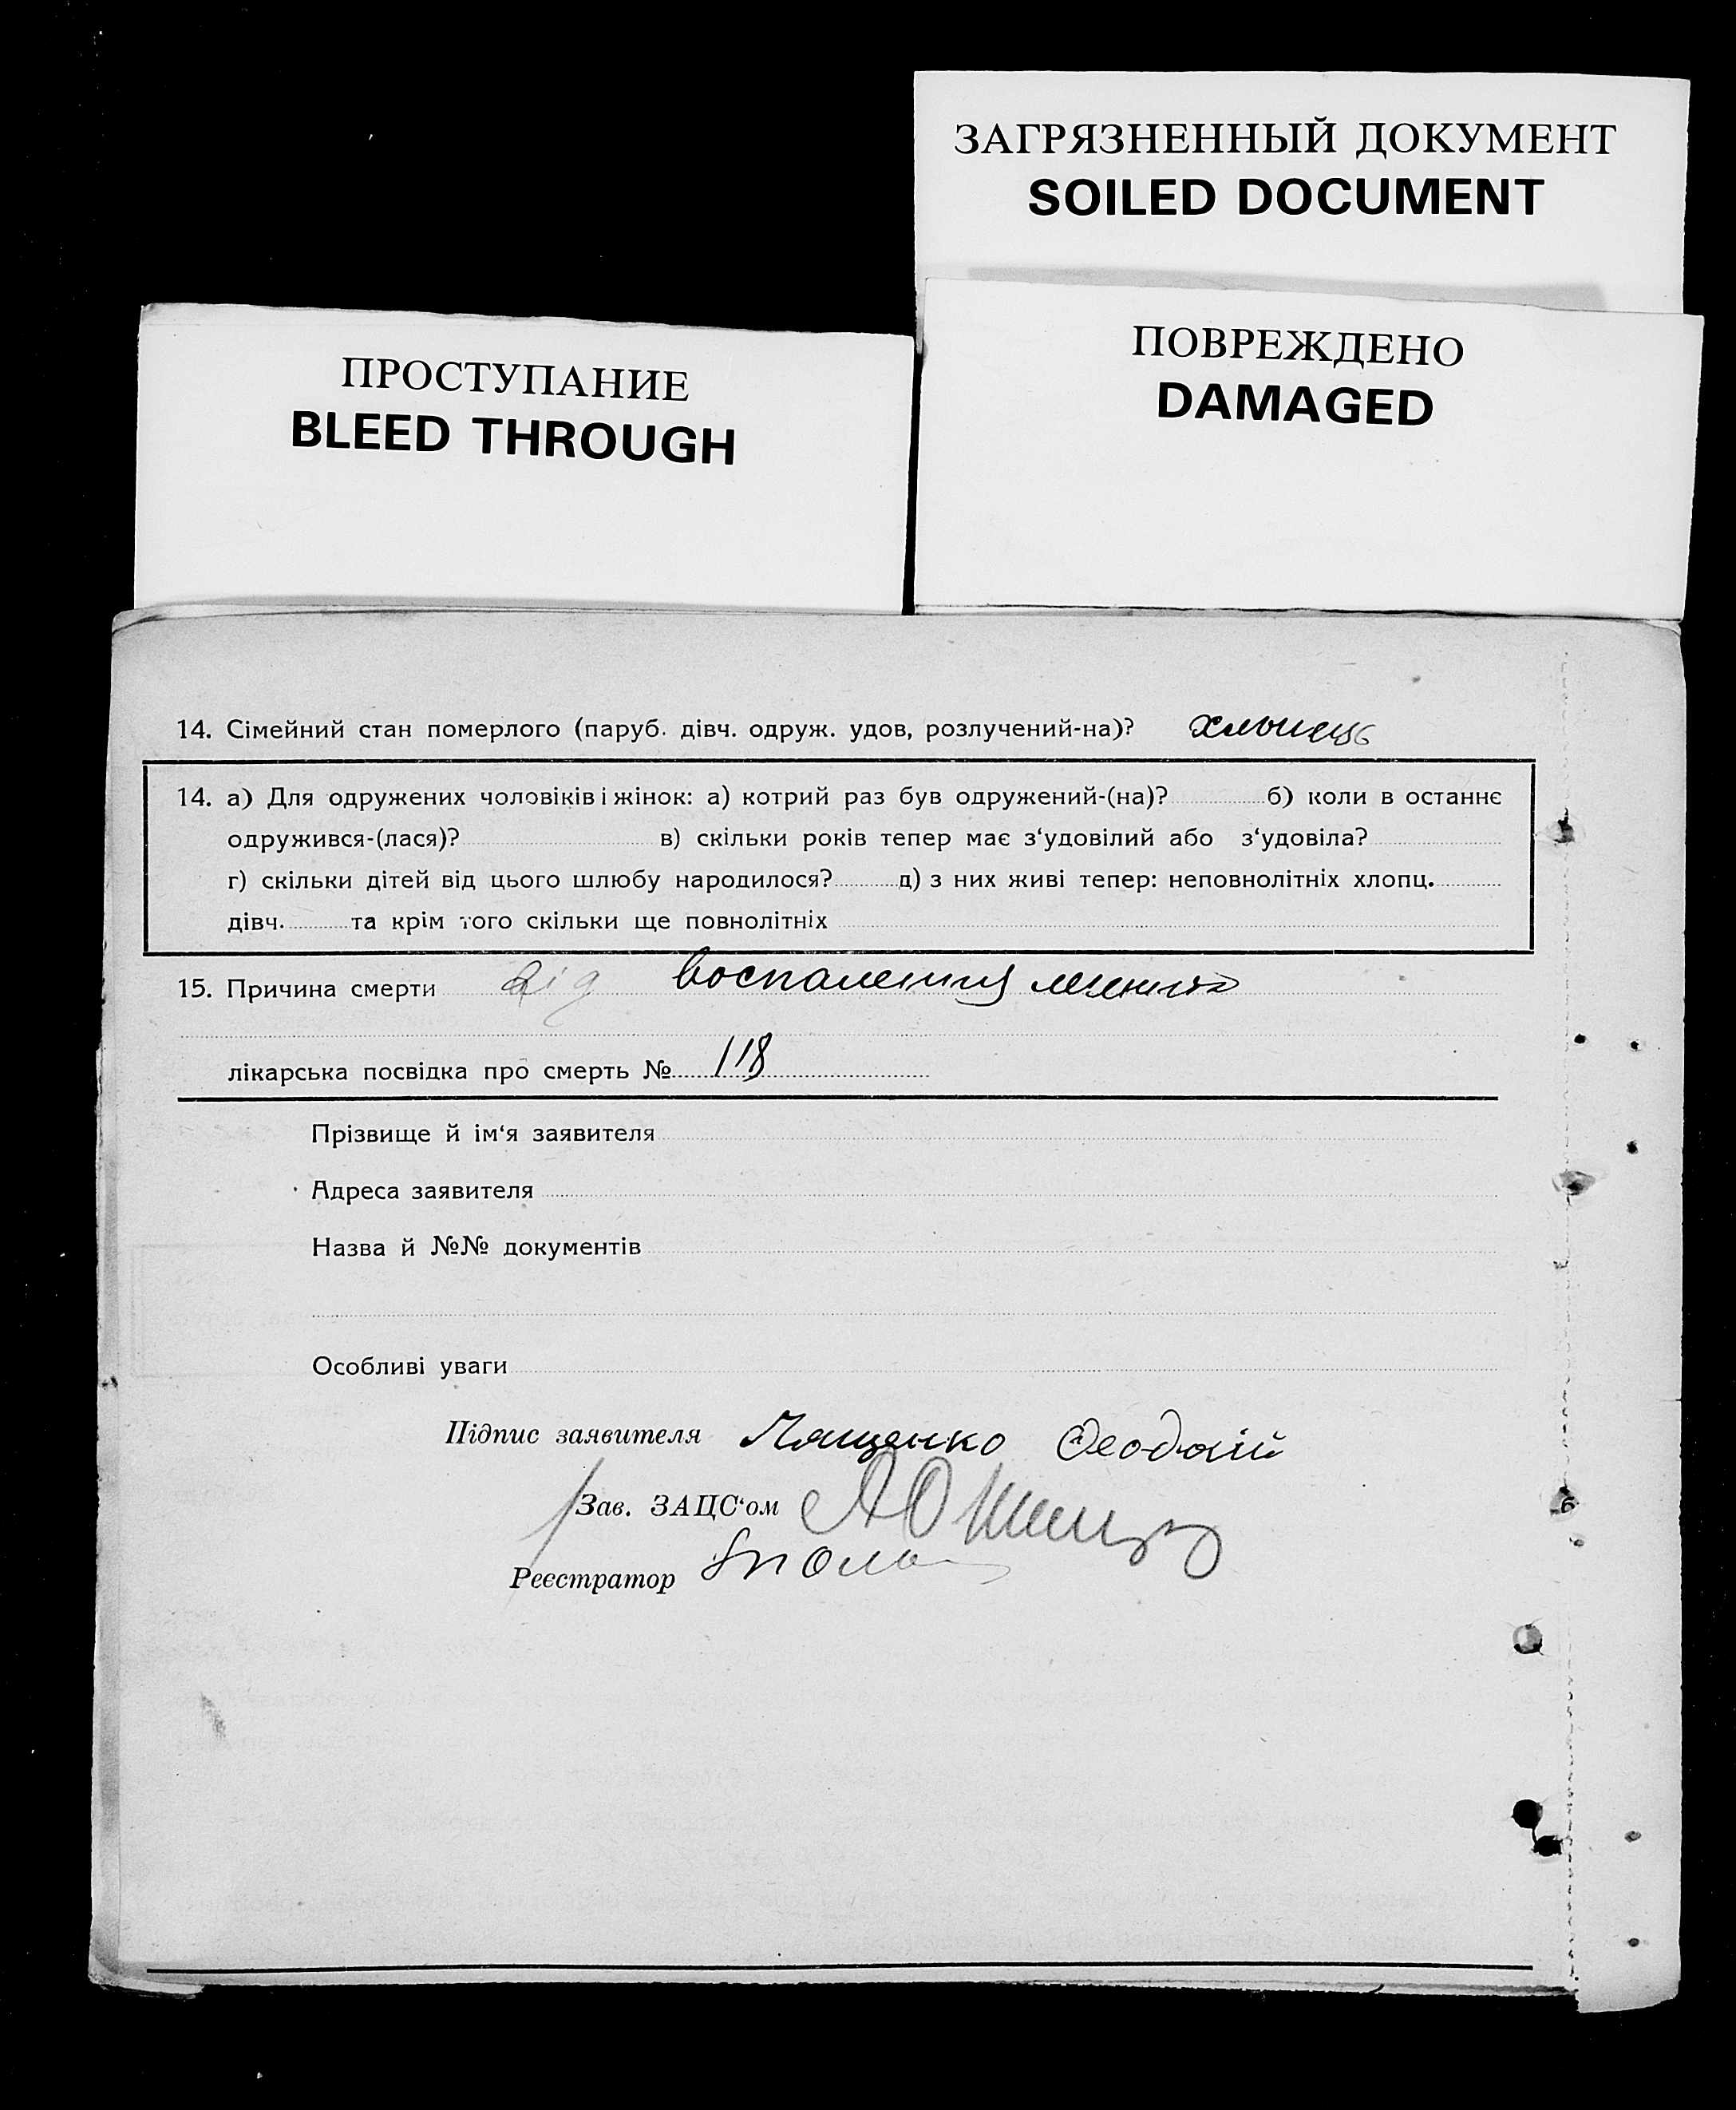 ЗАГРЯЗНЕННЫЙ ДОКУМЕНТ
SOILED DOCUMENT
ПОВРЕЖДЕНО
DAMAGED
ПРОСТУПАНИЕ
BLEED THROUGH
14. Сімейний стан померлого (паруб. дівч. одруж. удов, розлучений-на)? хлопець
14. а) Для одружених чоловіків і жінок: а) котрий раз був одружений-(на)? б) коли в останнє
одружився-(лася)? в) скільки років тепер має з‘удовілий або з‘удовіла?
г) скільки дітей від цього шлюбу народилося? д) з них живі тепер: неповнолітніх хлопц.
дівч. та крім того скільки ще повнолітніх
15. Причина смерти від воспаления
лікарська посвідка про смерть № 118
Прізвище й ім‘я заявителя
Адреса заявителя
Назва й №№ документів
Особливі уваги
Підпис заявителя
Зав. ЗАЦС‘ом
Реєстратор